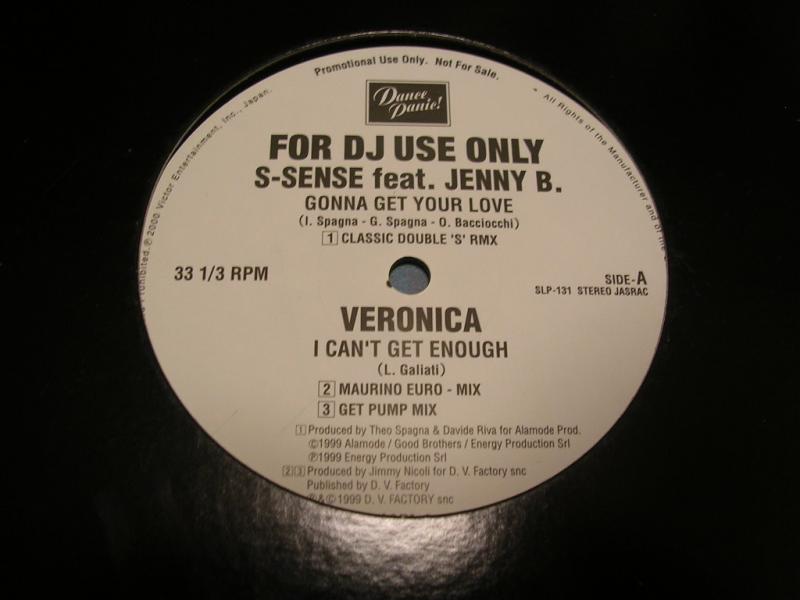 Promotional Use Only. Not For Sale.
Dance
Panic!
FOR DJ USE ONLY
S-SENSE feat. JENNY B.
GONNA GET YOUR LOVE
(I. Spagna - G. Spagna - O. Bacciocchi)
1 CLASSIC DOUBLE 'S' RMX
33 1/3 RPM
SIDE-A
SLP-131 STEREO JASRAC
VERONICA
I CAN'T GET ENOUGH
(L. Galiati)
2 MAURINO EURO - MIX
3 GET PUMP MIX
1 Produced by Theo Spagna & Davide Riva for Alamode Prod.
©1999 Alamode / Good Brothers / Energy Production Srl
℗1999 Energy Production Srl
2 3 Produced by Jimmy Nicoli for D. V. Factory snc
Published by D. V. Factory
℗&©1999 D. V. FACTORY snc
All Rights of the Manufacturer and of the
Prohibited. ℗ 2000 Victor Entertainment, Inc., Japan.